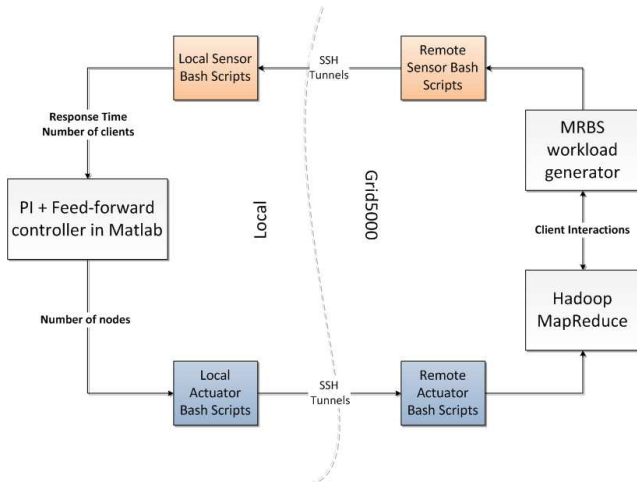 Local Sensor
Bash Scripts
SSH
Tunnels
Remote
Sensor Bash
Scripts
Response Time
Number of clients
MRBS
workload
generator
PI + Feed-forward
controller in Matlab
Local
Grid5000
Client Interactions
Number of nodes
Hadoop
MapReduce
Local
Actuator
Bash Scripts
SSH
Tunnels
Remote
Actuator
Bash Scripts